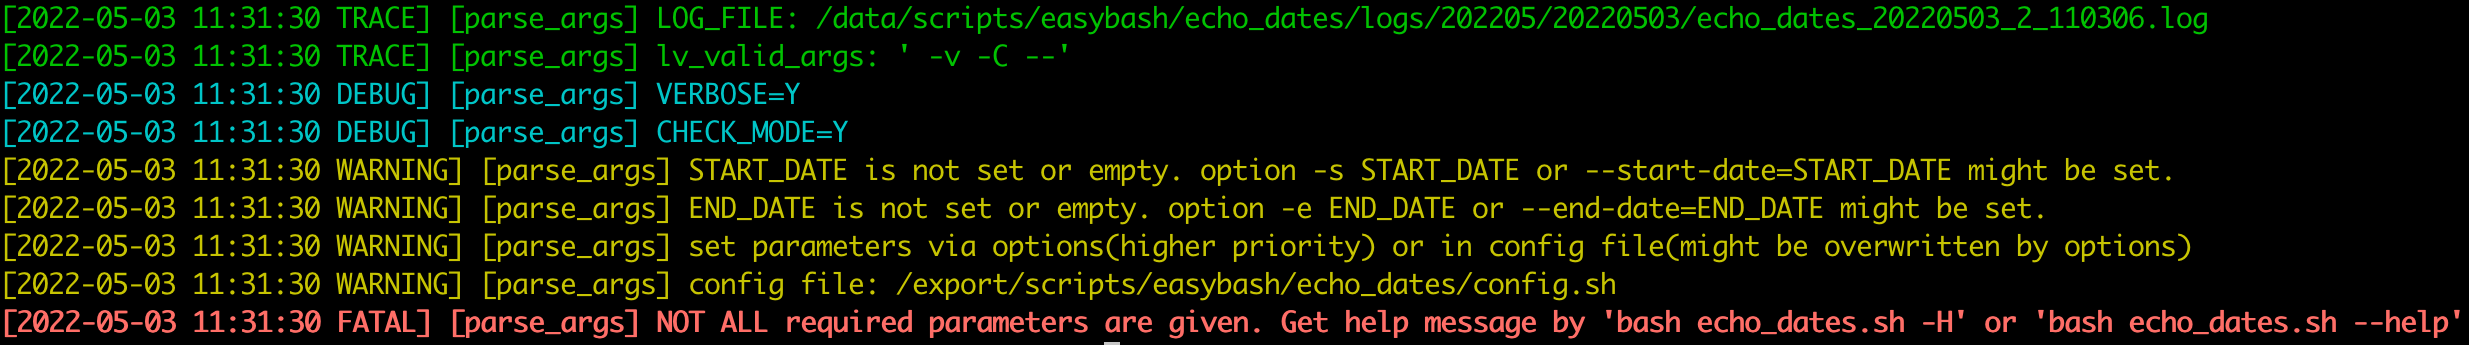 [2022-05-03 11:31:30 TRACE] [parse_args] LOG_FILE: /data/scripts/easybash/echo_dates/logs/202205/20220503/echo_dates_20220503_2_110306.log
[2022-05-03 11:31:30 TRACE] [parse_args] lv_valid_args: ' -v -C --'
[2022-05-03 11:31:30 DEBUG] [parse_args] VERBOSE=Y
[2022-05-03 11:31:30 DEBUG] [parse_args] CHECK_MODE=Y
[2022-05-03 11:31:30 WARNING] [parse_args] START_DATE is not set or empty. option -s START_DATE or --start-date=START_DATE might be set.
[2022-05-03 11:31:30 WARNING] [parse_args] END_DATE is not set or empty. option -e END_DATE or --end-date=END_DATE might be set.
[2022-05-03 11:31:30 WARNING] [parse_args] set parameters via options(higher priority) or in config file(might be overwritten by options)
[2022-05-03 11:31:30 WARNING] [parse_args] config file: /export/scripts/easybash/echo_dates/config.sh
[2022-05-03 11:31:30 FATAL] [parse_args] NOT ALL required parameters are given. Get help message by 'bash echo_dates.sh -H' or 'bash echo_dates.sh --help'